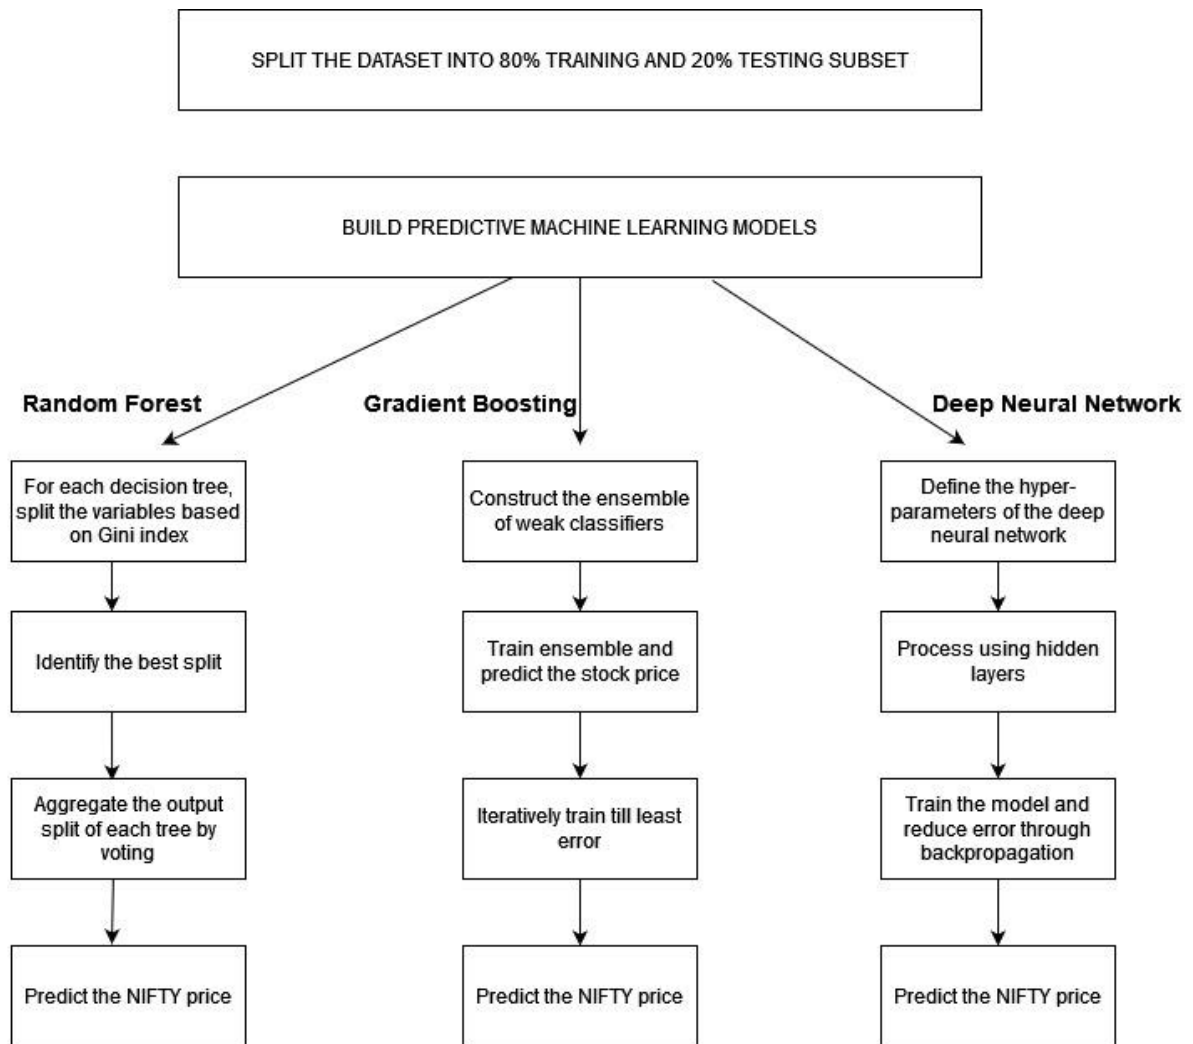 SPLIT THE DATASET INTO 80% TRAINING AND 20% TESTING SUBSET
BUILD PREDICTIVE MACHINE LEARNING MODELS
Random Forest
Gradient Boosting
Deep Neural Network
For each decision tree,
split the variables based
on Gini index
Construct the ensemble
of weak classifiers
Define the hyper-
parameters of the deep
neural network
Identify the best split
Train ensemble and
predict the stock price
Process using hidden
layers
Aggregate the output
split of each tree by
voting
Iteratively train till least
error
Train the model and
reduce error through
backpropagation
Predict the NIFTY price
Predict the NIFTY price
Predict the NIFTY price